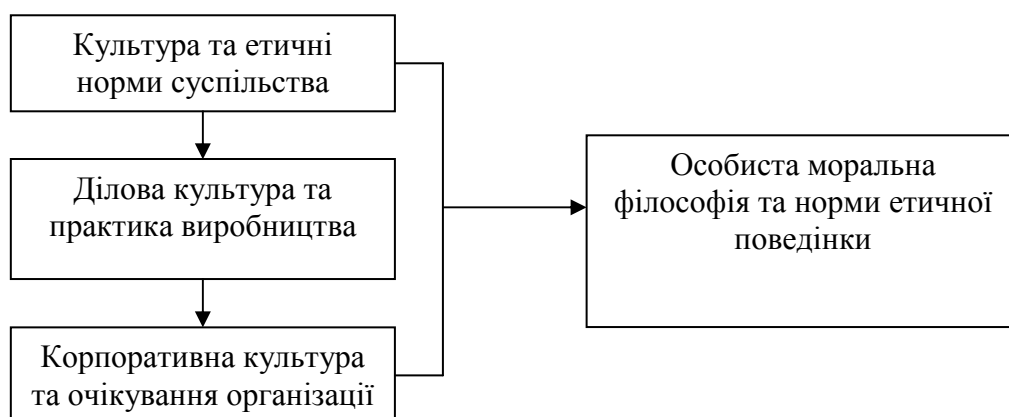 Культура та етичні
норми суспільства
Ділова культура та
практика виробництва
Корпоративна культура
та очікування організації
Особиста моральна
філософія та норми етичної
поведінки